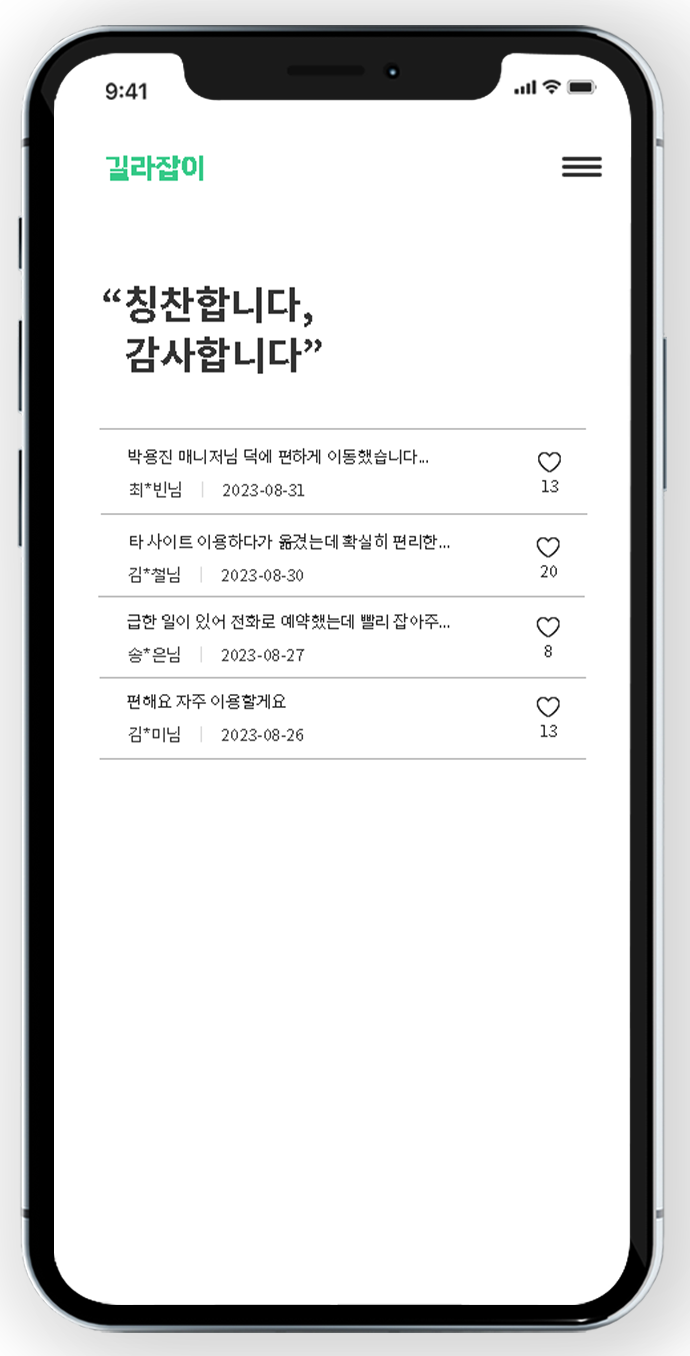 9:41
길라잡이
“칭찬합니다,
감사합니다”
박용진 매니저님 덕에 편하게 이동했습니다...
13
최*빈님 2023-08-31
타 사이트 이용하다가 옮겼는데 확실히 편리한...
20
김*철님 2023-08-30
급한 일이 있어 전화로 예약했는데 빨리 잡아주...
8
송*은님 2023-08-27
편해요 자주 이용할게요
13
김*미님 2023-08-26